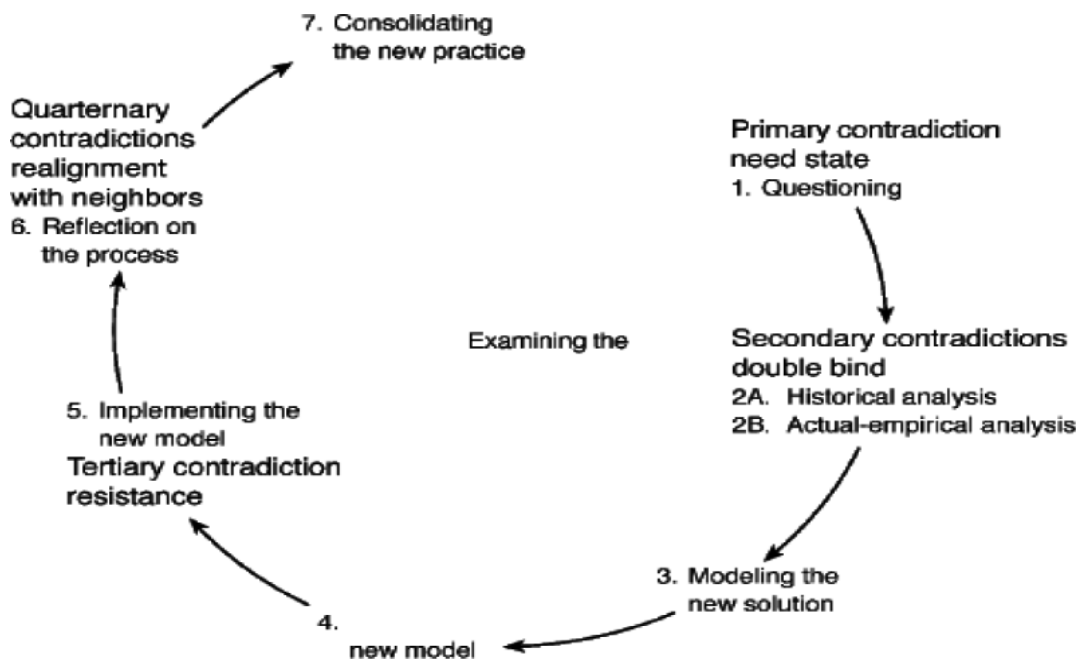 7. Consolidating
the new practice
Quarternary
contradictions
realignment
with neighbors
6. Reflection on
the process
Primary contradiction
need state
1. Questioning
Examining the
Secondary contradictions
double bind
2A. Historical analysis
2B. Actual-empirical analysis
5. Implementing the
new model
Tertiary contradiction
resistance
3. Modeling the
new solution
4.
new model